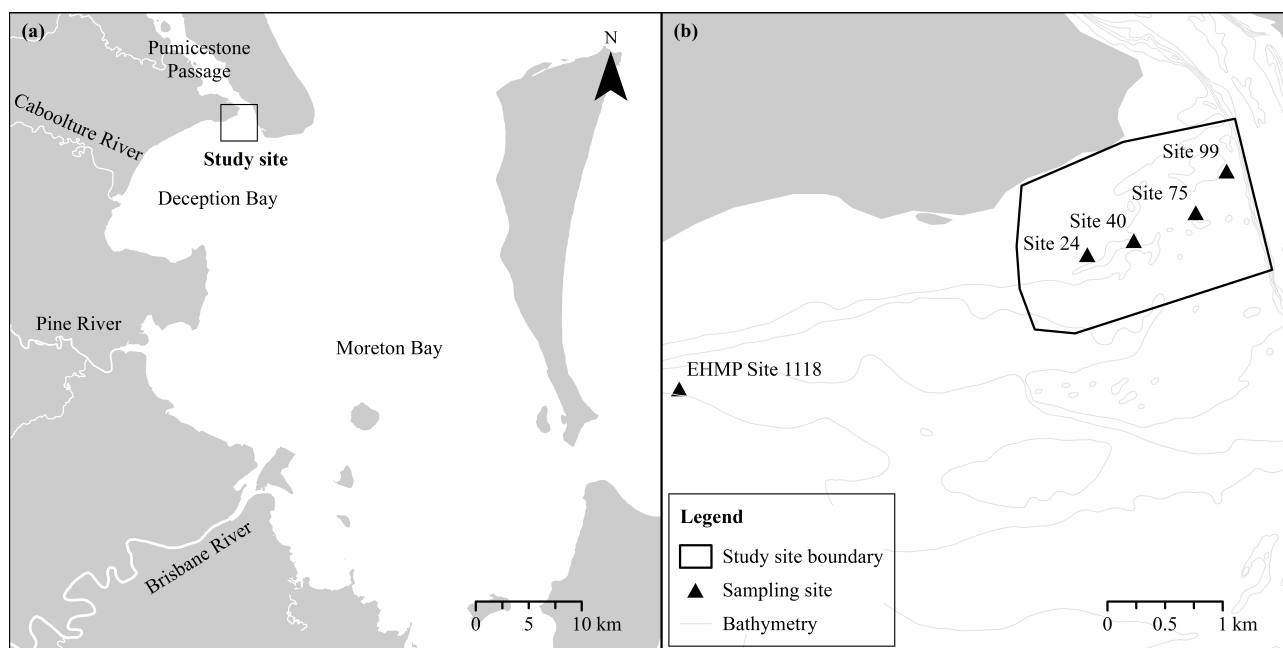 (a)
Pumicestone
Passage
N
Caboolture River
Study site
Deception Bay
Pine River
Moreton Bay
Brisbane River
0 5 10 km
(b)
Site 99
Site 75
Site 40
Site 24
EHMP Site 1118
Legend
Study site boundary
Sampling site
Bathymetry
0 0.5 1 km